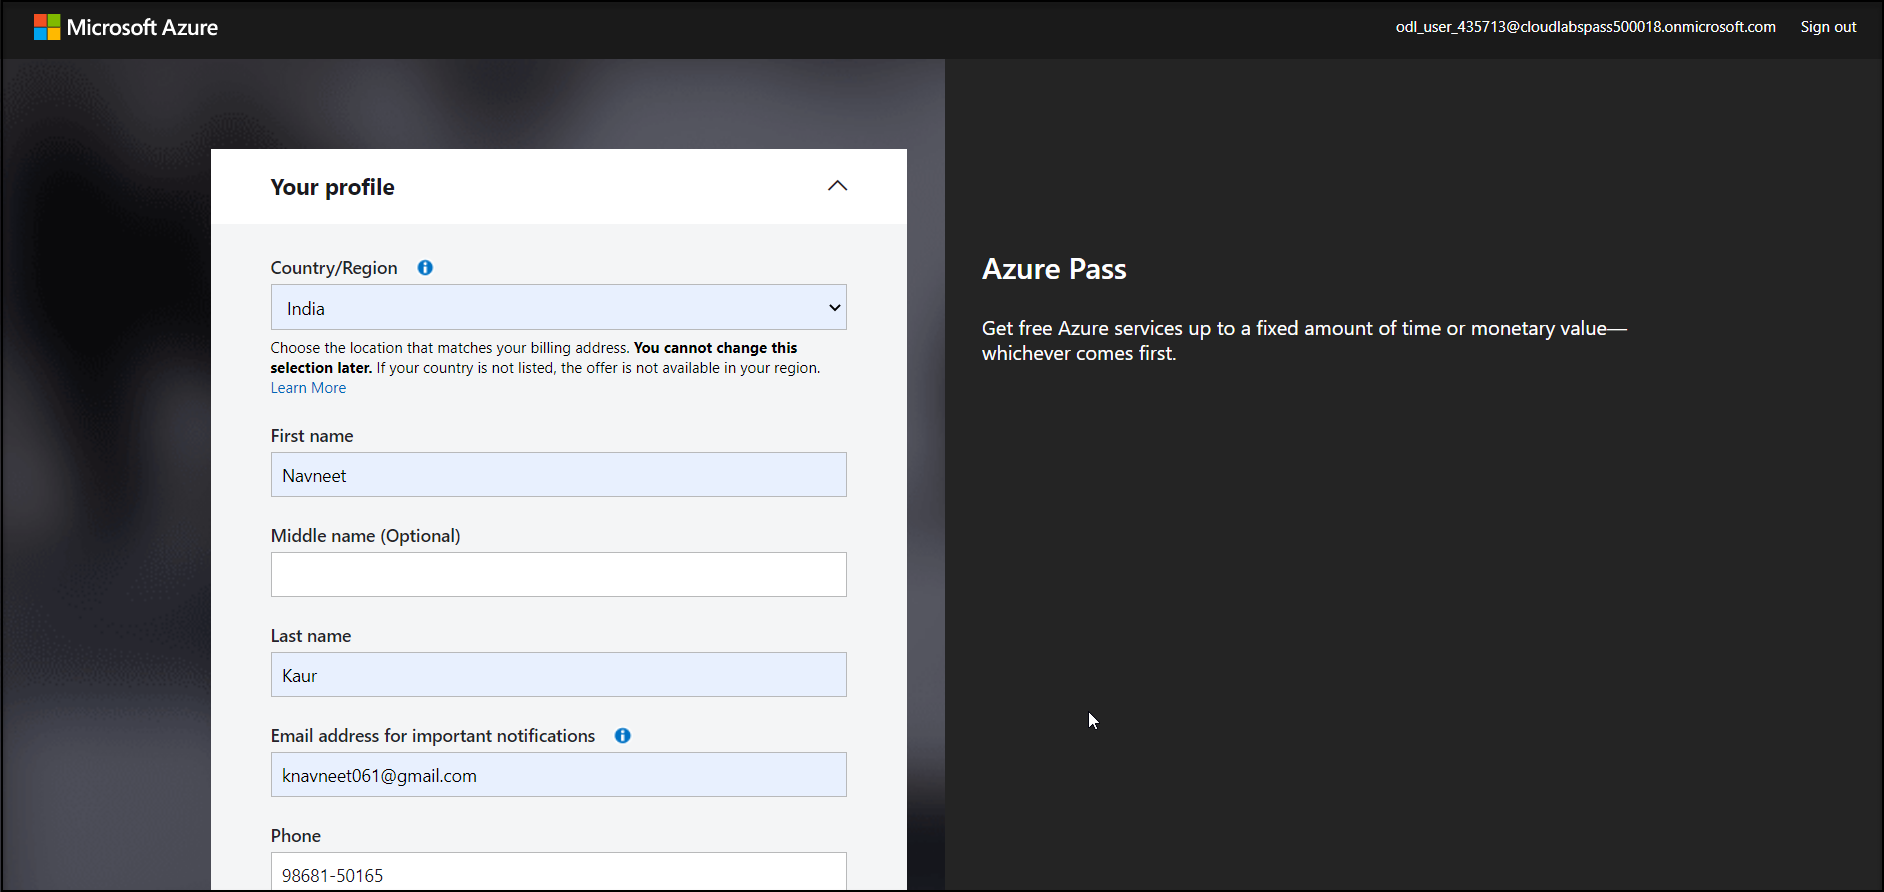 Microsoft Azure
odl_user_435713@cloudlabspass500018.onmicrosoft.com Sign out
Your profile
Country/Region
India
Choose the location that matches your billing address. You cannot change this
selection later. If your country is not listed, the offer is not available in your region.
Learn More
First name
Navneet
Middle name (Optional)
Last name
Kaur
Email address for important notifications
knavneet061@gmail.com
Phone
98681-50165
Azure Pass
Get free Azure services up to a fixed amount of time or monetary value—
whichever comes first.